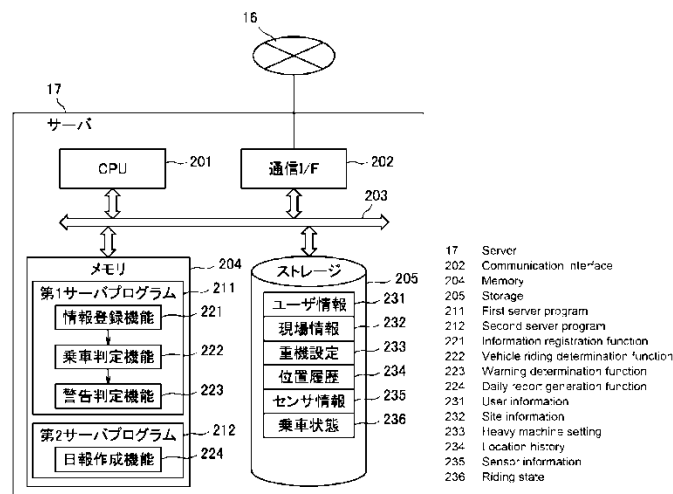 16
17
サーバ
CPU
201
通信I/F
202
203
メモリ
204
第1サーバプログラム
211
情報登録機能
221
乗車判定機能
222
警告判定機能
223
第2サーバプログラム
212
日報作成機能
224
ストレージ
205
ユーザ情報
231
現場情報
232
重機設定
233
位置履歴
234
センサ情報
235
乗車状態
236
17 Server
202 Communication interface
204 Memory
205 Storage
211 First server program
212 Second server program
221 Information registration function
222 Vehicle riding determination function
223 Warning determination function
224 Daily report generation function
231 User information
232 Site information
233 Heavy machine setting
234 Location history
235 Sensor information
236 Riding state